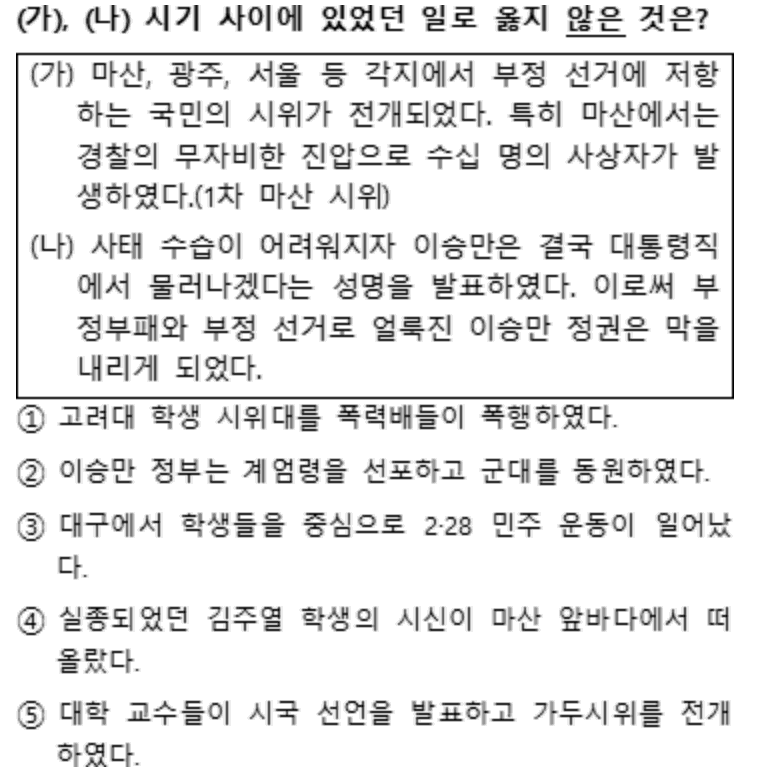 (가), (나) 시기 사이에 있었던 일로 옳지 않은 것은?
(가) 마산, 광주, 서울 등 각지에서 부정 선거에 저항
하는 국민의 시위가 전개되었다. 특히 마산에서는
경찰의 무자비한 진압으로 수십 명의 사상자가 발
생하였다.(1차 마산 시위)
(나) 사태 수습이 어려워지자 이승만은 결국 대통령직
에서 물러나겠다는 성명을 발표하였다. 이로써 부
정부패와 부정 선거로 얼룩진 이승만 정권은 막을
내리게 되었다.
① 고려대 학생 시위대를 폭력배들이 폭행하였다.
② 이승만 정부는 계엄령을 선포하고 군대를 동원하였다.
③ 대구에서 학생들을 중심으로 2·28 민주 운동이 일어났
다.
④ 실종되었던 김주열 학생의 시신이 마산 앞바다에서 떠
올랐다.
⑤ 대학 교수들이 시국 선언을 발표하고 가두시위를 전개
하였다.